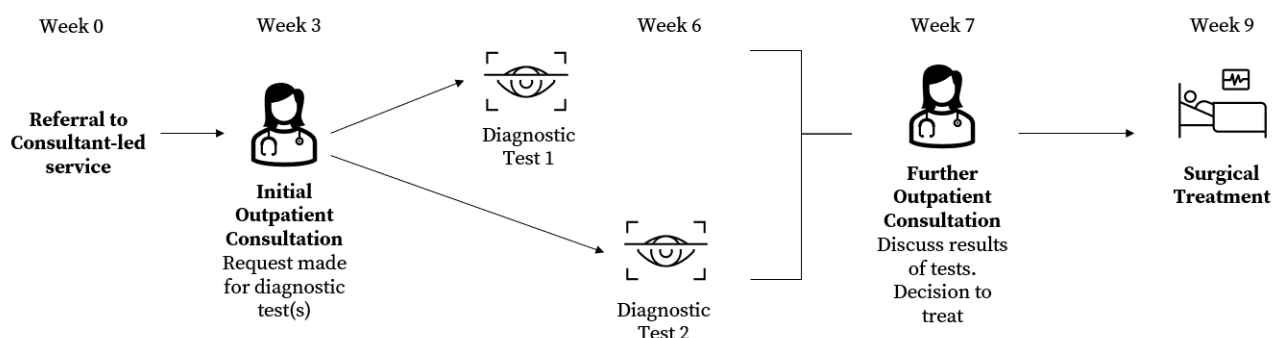 Week 0
Week 3
Week 6
Week 7
Week 9
Referral to
Consultant-led
service
Initial
Outpatient
Consultation
Request made
for diagnostic
test(s)
Diagnostic
Test 1
Diagnostic
Test 2
Further
Outpatient
Consultation
Discuss results
of tests.
Decision to
treat
Surgical
Treatment